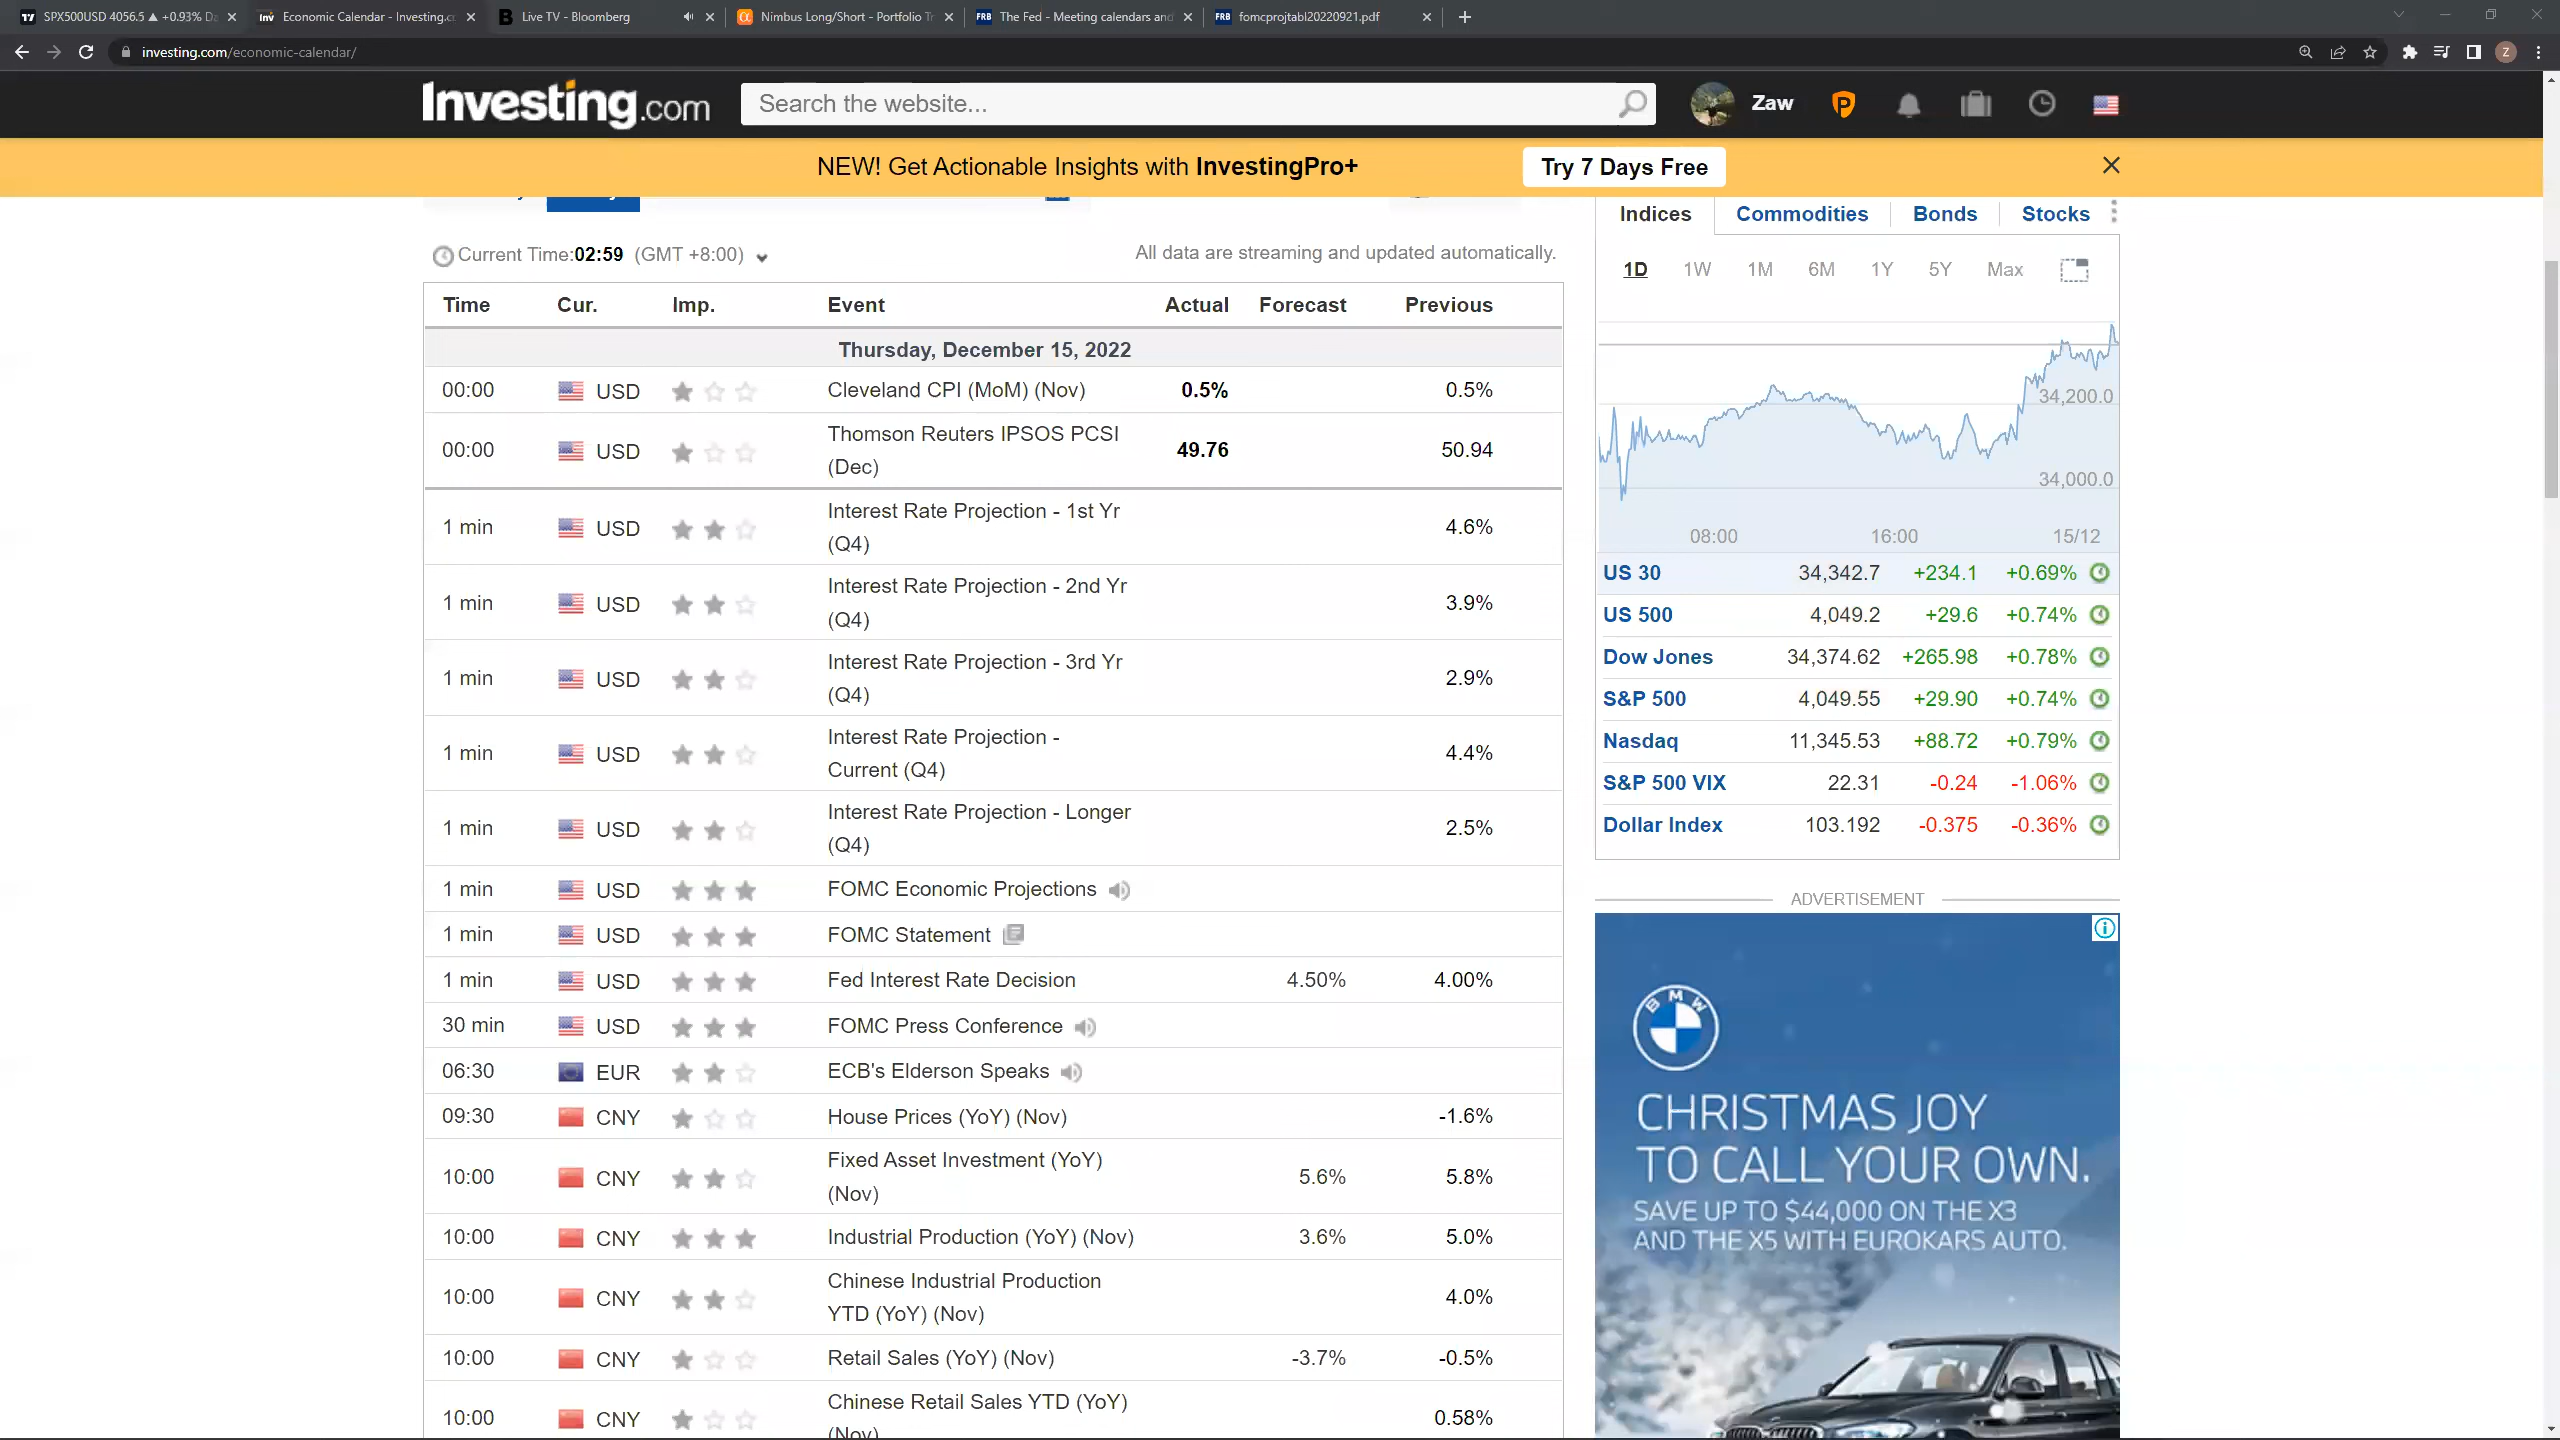 SPX500USD 4056.5 ▲ +0.93% Da
Economic Calendar - Investing.co
Live TV - Bloomberg
Nimbus Long/Short - Portfolio Tr
FRB The Fed - Meeting calendars and
FRB fomcprojtabl20220921.pdf
investing.com/economic-calendar/
Z
Investing.com
Search the website...
Zaw
P
NEW! Get Actionable Insights with InvestingPro+
Try 7 Days Free
Current Time:02:59 (GMT +8:00)
All data are streaming and updated automatically.
Time Cur. Imp. Event Actual Forecast Previous
Thursday, December 15, 2022
00:00 USD Cleveland CPI (MoM) (Nov) 0.5% 0.5%
00:00 USD Thomson Reuters IPSOS PCSI
(Dec) 49.76 50.94
1 min USD Interest Rate Projection - 1st Yr
(Q4) 4.6%
1 min USD Interest Rate Projection - 2nd Yr
(Q4) 3.9%
1 min USD Interest Rate Projection - 3rd Yr
(Q4) 2.9%
1 min USD Interest Rate Projection -
Current (Q4) 4.4%
1 min USD Interest Rate Projection - Longer
(Q4) 2.5%
1 min USD FOMC Economic Projections
1 min USD FOMC Statement
1 min USD Fed Interest Rate Decision 4.50% 4.00%
30 min USD FOMC Press Conference
06:30 EUR ECB's Elderson Speaks
09:30 CNY House Prices (YoY) (Nov) -1.6%
10:00 CNY Fixed Asset Investment (YoY)
(Nov) 5.6% 5.8%
10:00 CNY Industrial Production (YoY) (Nov) 3.6% 5.0%
10:00 CNY Chinese Industrial Production
YTD (YoY) (Nov) 4.0%
10:00 CNY Retail Sales (YoY) (Nov) -3.7% -0.5%
10:00 CNY Chinese Retail Sales YTD (YoY)
(Nov) 0.58%
Indices Commodities Bonds Stocks
1D 1W 1M 6M 1Y 5Y Max
34,200.0
34,000.0
08:00 16:00 15/12
US 30 34,342.7 +234.1 +0.69%
US 500 4,049.2 +29.6 +0.74%
Dow Jones 34,374.62 +265.98 +0.78%
S&P 500 4,049.55 +29.90 +0.74%
Nasdaq 11,345.53 +88.72 +0.79%
S&P 500 VIX 22.31 -0.24 -1.06%
Dollar Index 103.192 -0.375 -0.36%
ADVERTISEMENT
BMW
CHRISTMAS JOY
TO CALL YOUR OWN.
SAVE UP TO $44,000 ON THE X3
AND THE X5 WITH EUROKARS AUTO.